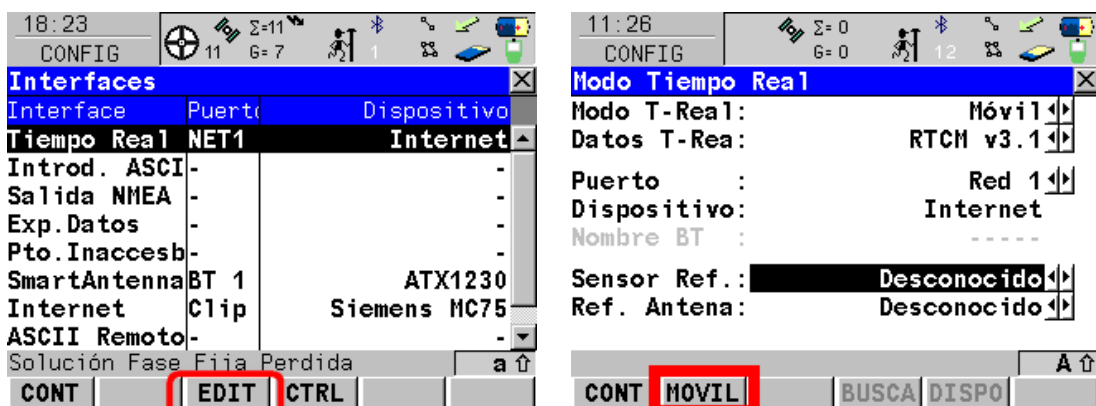 18:23
CONFIG
11
Σ=11
G= 7
1
Interfaces
Interface Puerto Dispositivo
Tiempo Real NET1 Internet
Introd. ASCI - -
Salida NMEA - -
Exp.Datos - -
Pto.Inaccesb - -
SmartAntenna BT 1 ATX1230
Internet Clip Siemens MC75
ASCII Remoto - -
Solución Fase Fija Perdida a
CONT EDIT CTRL
11:26
CONFIG
Σ= 0
G= 0
12
Modo Tiempo Real
Modo T-Real: Móvil
Datos T-Rea: RTCM v3.1
Puerto : Red 1
Dispositivo: Internet
Nombre BT : -----
Sensor Ref.: Desconocido
Ref. Antena: Desconocido
A
CONT MOVIL BUSCA DISPO